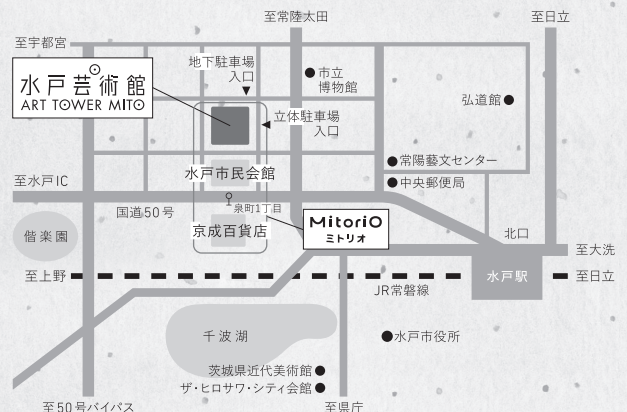 至常陸太田
至日立
至宇都宮
地下駐車場
入口
市立
博物館
水戸芸術館
ART TOWER MITO
弘道館
立体駐車場
入口
常陽藝文センター
水戸市民会館
中央郵便局
至水戸IC
国道50号
泉町1丁目
MitoriO
ミトリオ
京成百貨店
偕楽園
北口
至大洗
至上野
水戸駅
至日立
JR常磐線
千波湖
水戸市役所
茨城県近代美術館
ザ・ヒロサワ・シティ会館
至50号バイパス
至県庁